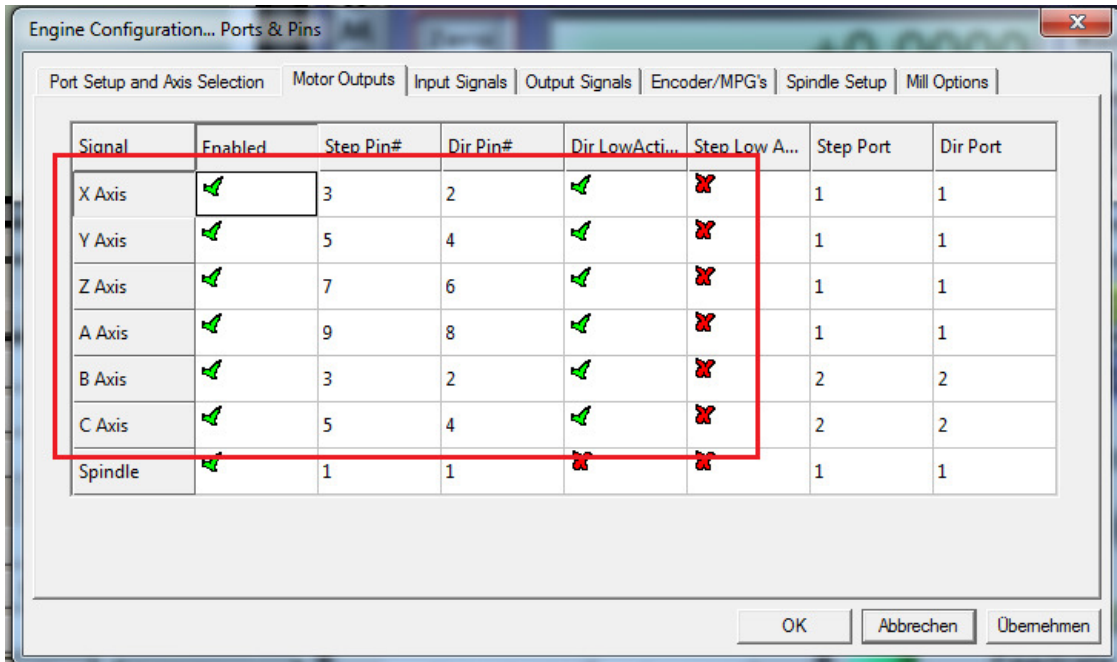 Engine Configuration... Ports & Pins
Port Setup and Axis Selection Motor Outputs Input Signals Output Signals Encoder/MPG's Spindle Setup Mill Options
Signal Enabled Step Pin# Dir Pin# Dir LowActi... Step Low A... Step Port Dir Port
X Axis 3 2 1 1
Y Axis 5 4 1 1
Z Axis 7 6 1 1
A Axis 9 8 1 1
B Axis 3 2 2 2
C Axis 5 4 2 2
Spindle 1 1 1 1
OK Abbrechen Übernehmen